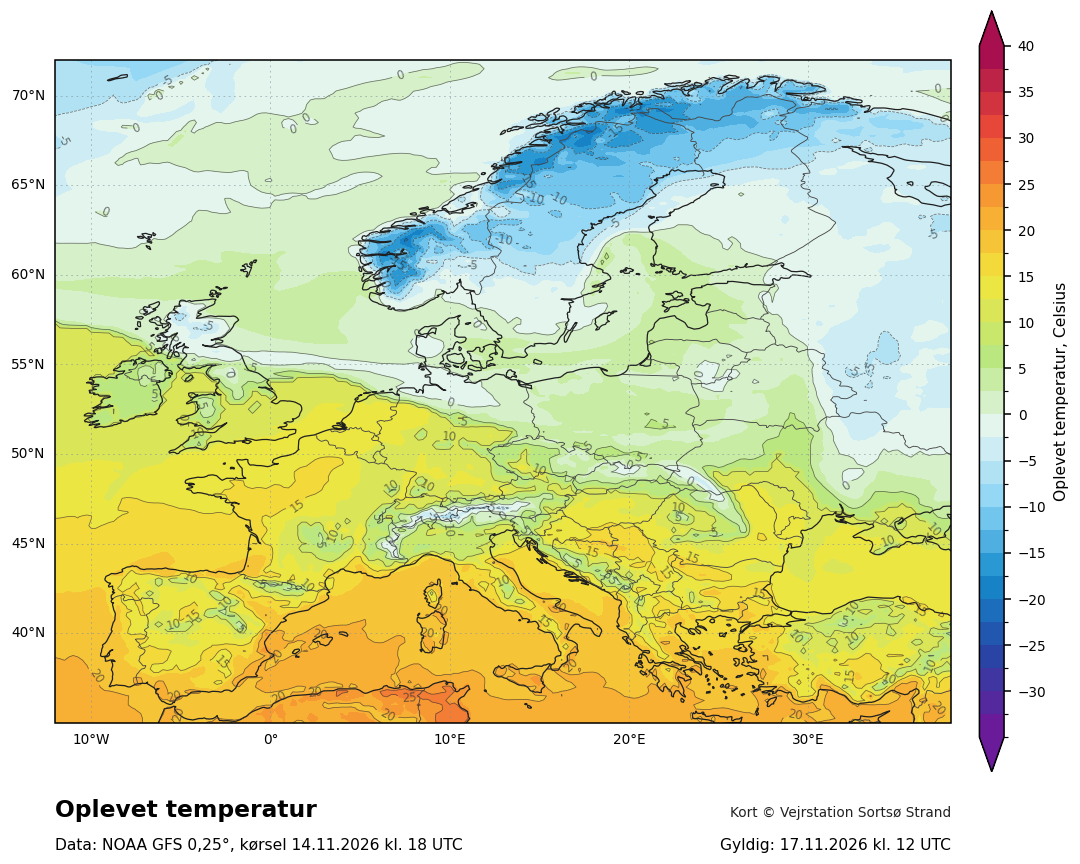 40
35
30
25
20
15
10
5
0
−5
−10
−15
−20
−25
−30
Oplevet temperatur, Celsius
70°N
65°N
60°N
55°N
50°N
45°N
40°N
10°W
0°
10°E
20°E
30°E
Oplevet temperatur
Kort © Vejrstation Sortsø Strand
Data: NOAA GFS 0,25°, kørsel 14.11.2026 kl. 18 UTC
Gyldig: 17.11.2026 kl. 12 UTC